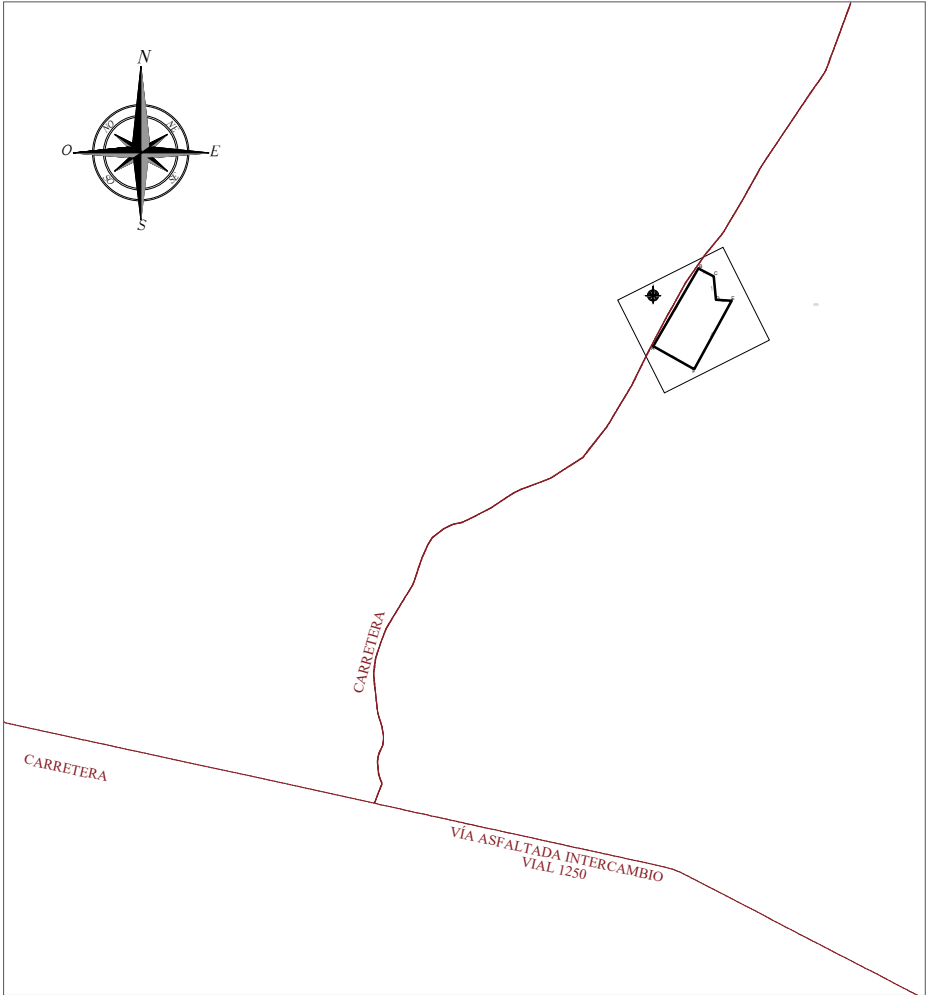 N
NO NE
O E
SO SE
S
C
E
CARRETERA
CARRETERA
VÍA ASFALTADA INTERCAMBIO
VIAL 1250